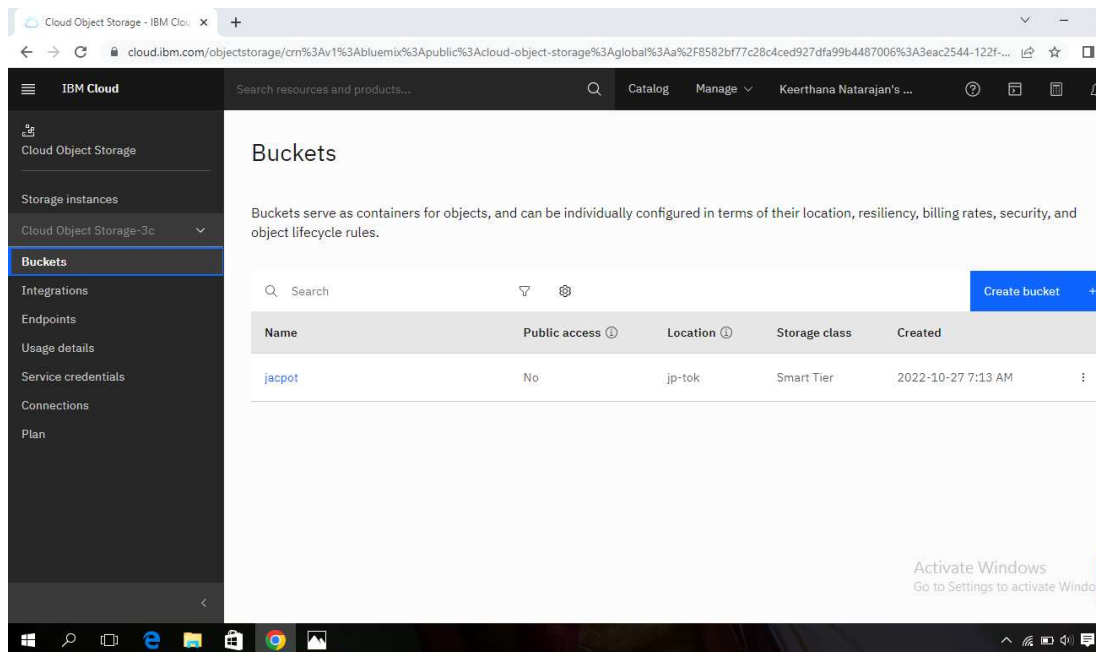 Cloud Object Storage - IBM Clou
cloud.ibm.com/objectstorage/crn%3Av1%3Abluemix%3Apublic%3Acloud-object-storage%3Aglobal%3Aa%2F8582bf77c28c4ced927dfa99b4487006%3A3eac2544-122f-...
IBM Cloud
Search resources and products...
Catalog
Manage
Keerthana Natarajan's ...
Cloud Object Storage
Storage instances
Cloud Object Storage-3c
Buckets
Integrations
Endpoints
Usage details
Service credentials
Connections
Plan
Buckets
Buckets serve as containers for objects, and can be individually configured in terms of their location, resiliency, billing rates, security, and
object lifecycle rules.
Search
Create bucket +
Name Public access Location Storage class Created
jacpot No jp-tok Smart Tier 2022-10-27 7:13 AM
Activate Windows
Go to Settings to activate Windo